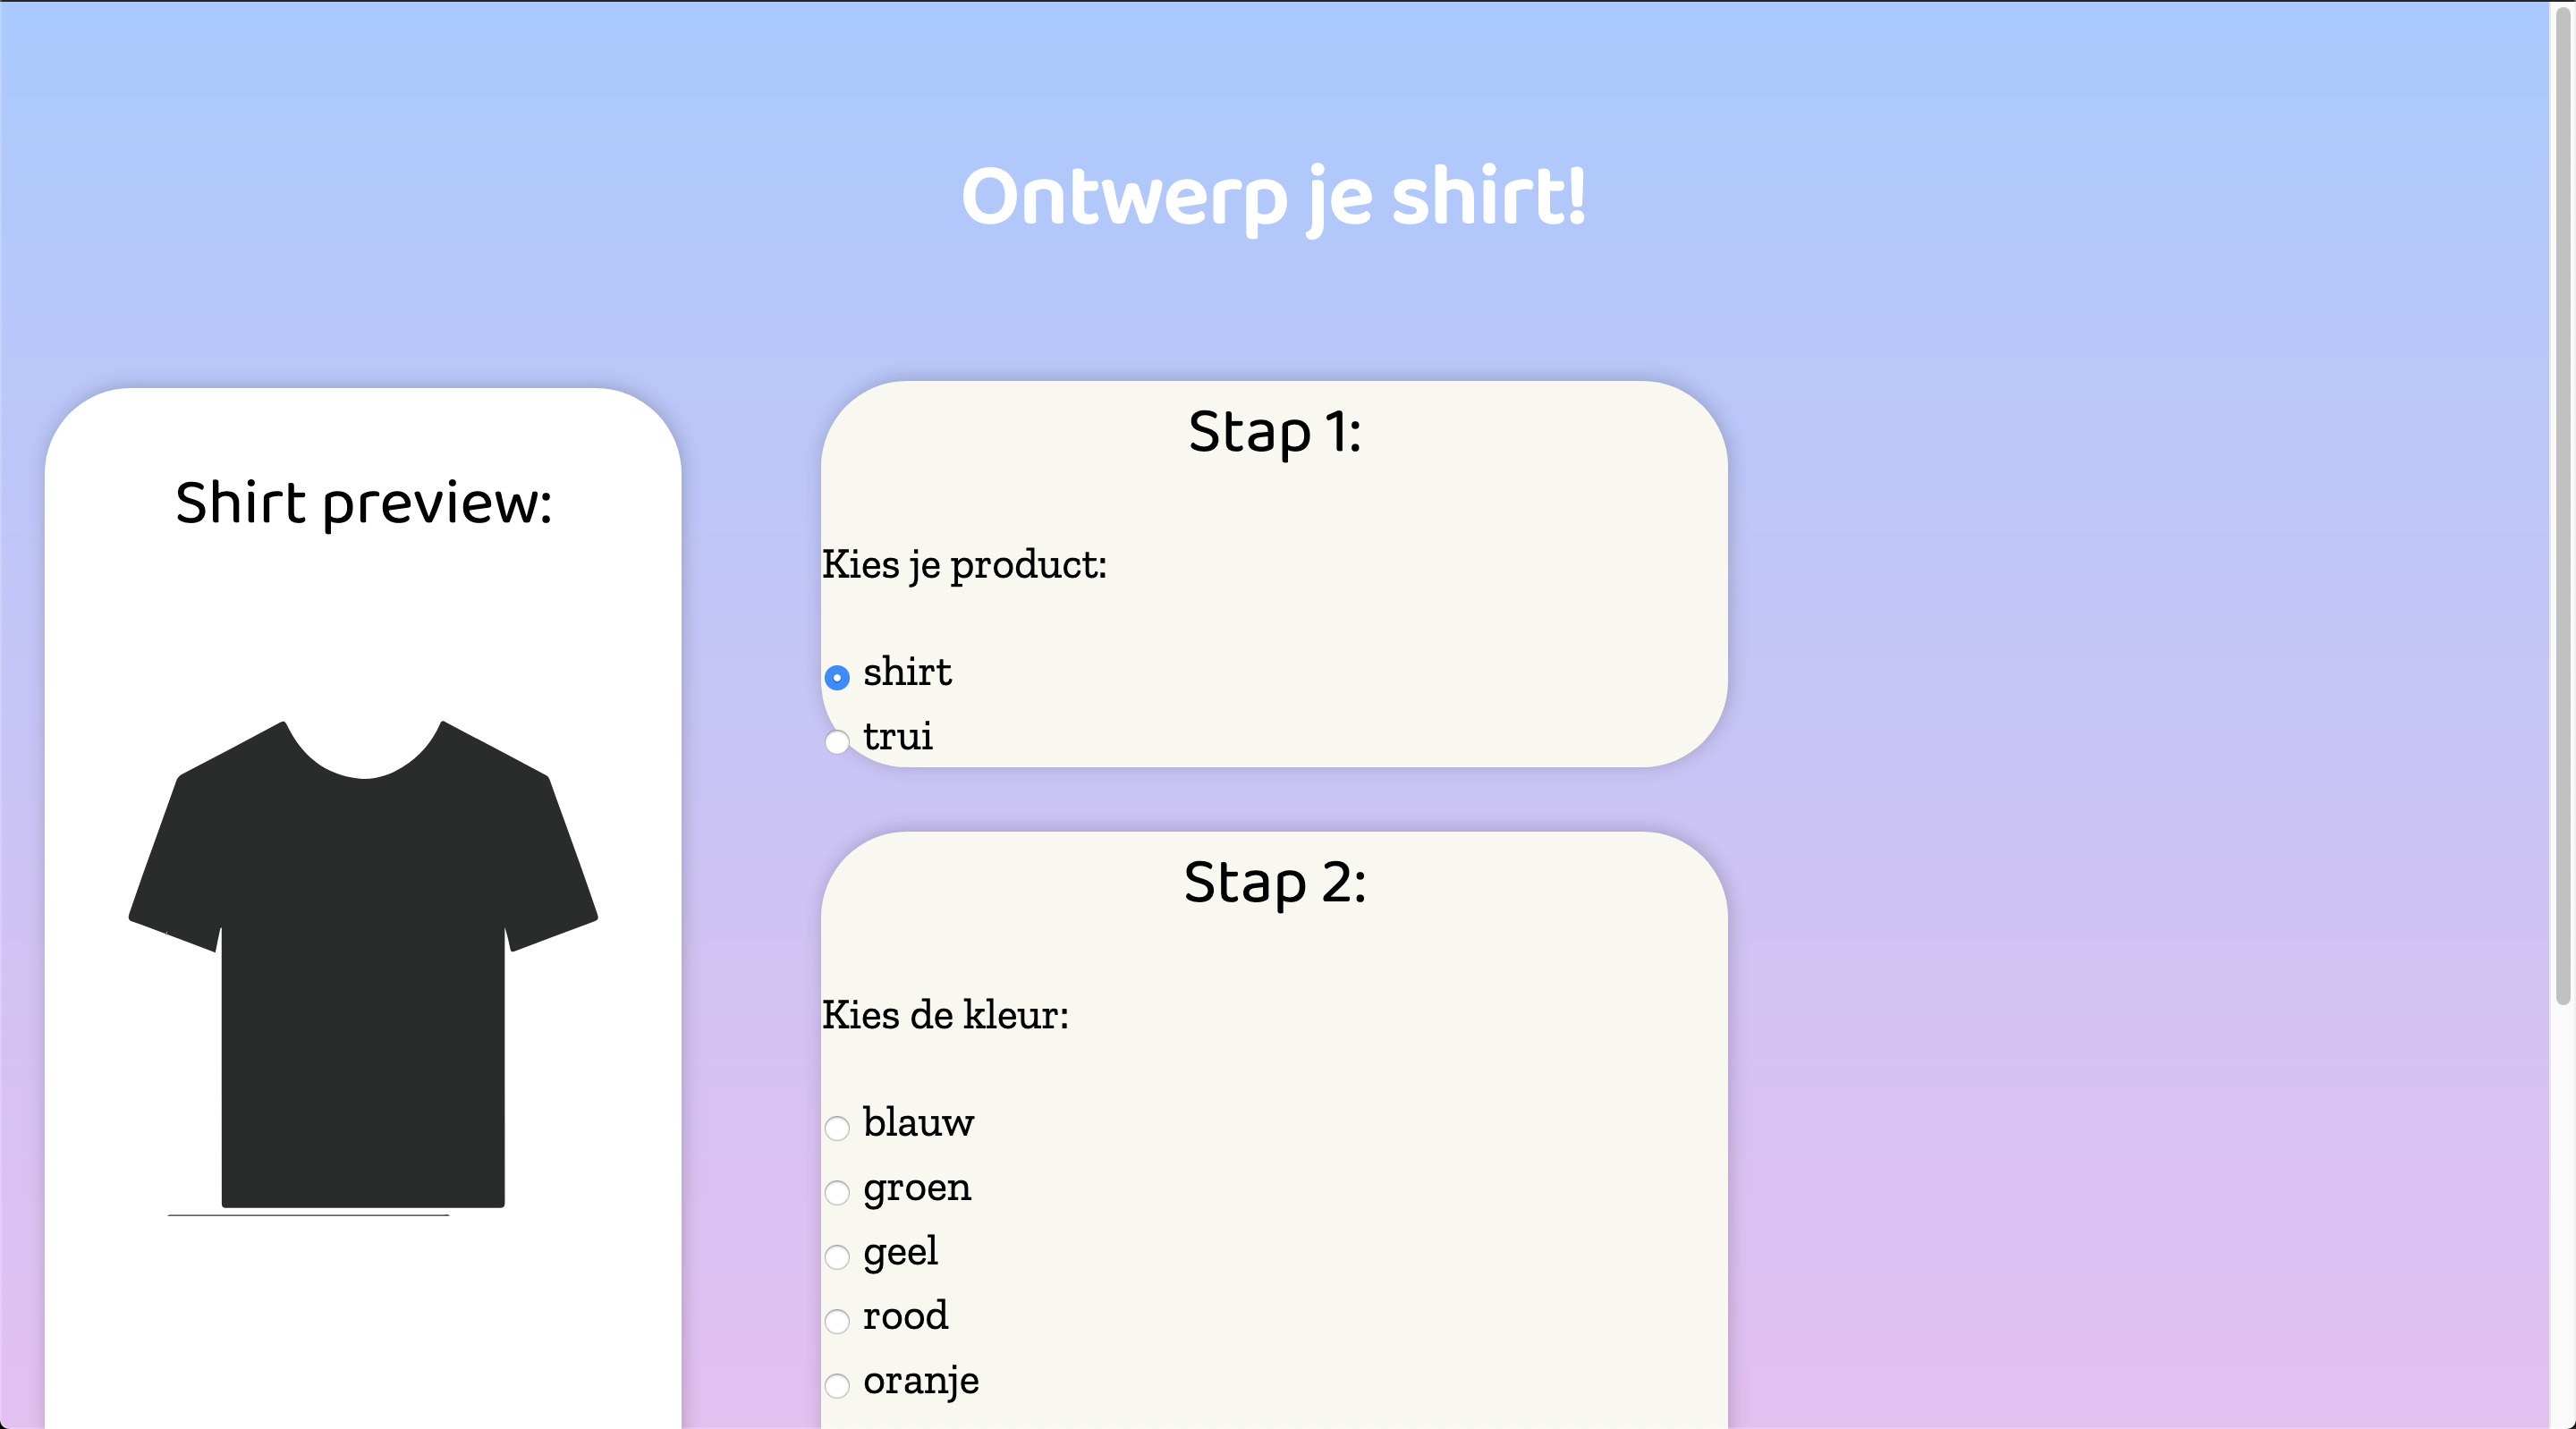 Ontwerp je shirt!
Shirt preview:
Stap 1:
Kies je product:
shirt
trui
Stap 2:
Kies de kleur:
blauw
groen
geel
rood
oranje